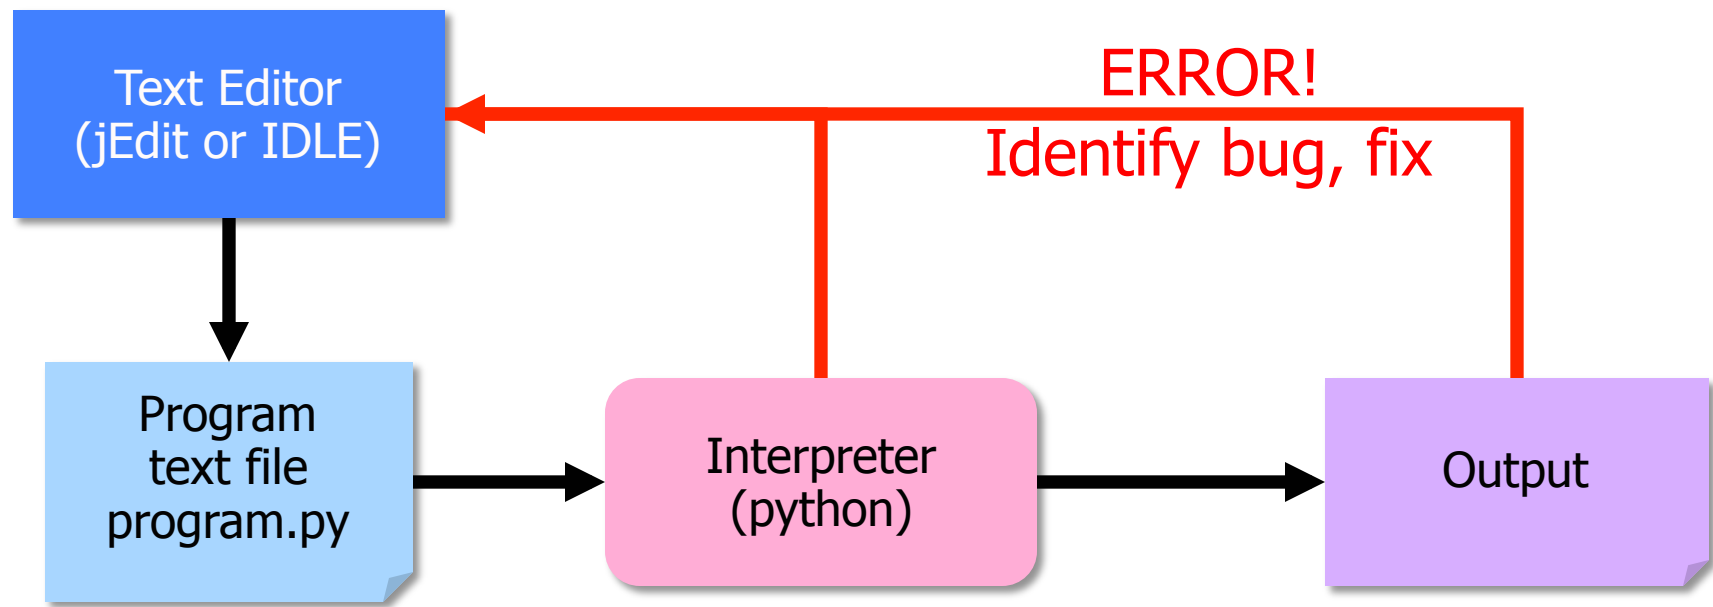 Text Editor
(jEdit or IDLE)
ERROR!
Identify bug, fix
Program
text file
program.py
Interpreter
(python)
Output